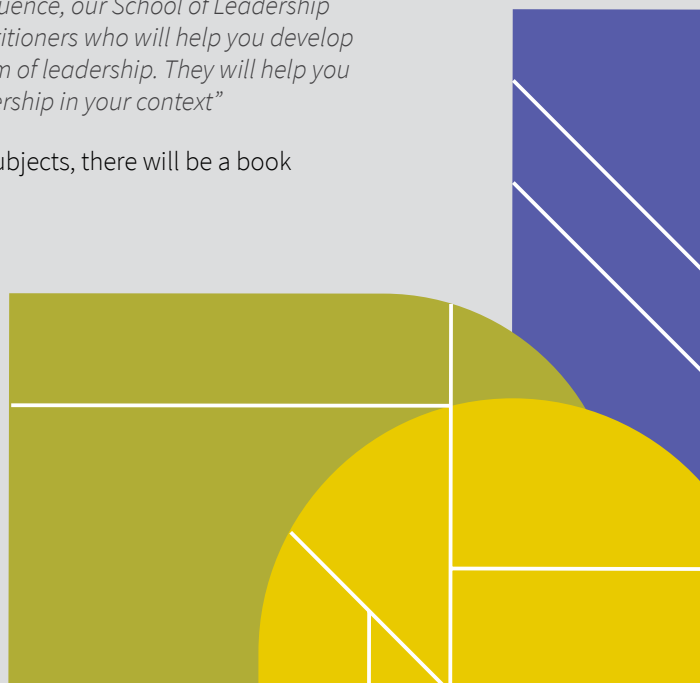 uence, our School of Leadership
itioners who will help you develop
m of leadership. They will help you
ership in your context”
ubjects, there will be a book